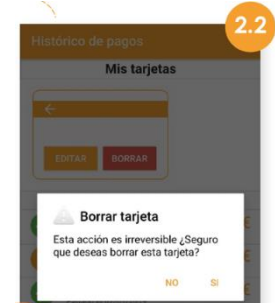 2.2
Histórico de pagos
Mis tarjetas
EDITAR BORRAR
Borrar tarjeta
Esta acción es irreversible ¿Seguro
que deseas borrar esta tarjeta?
NO SI